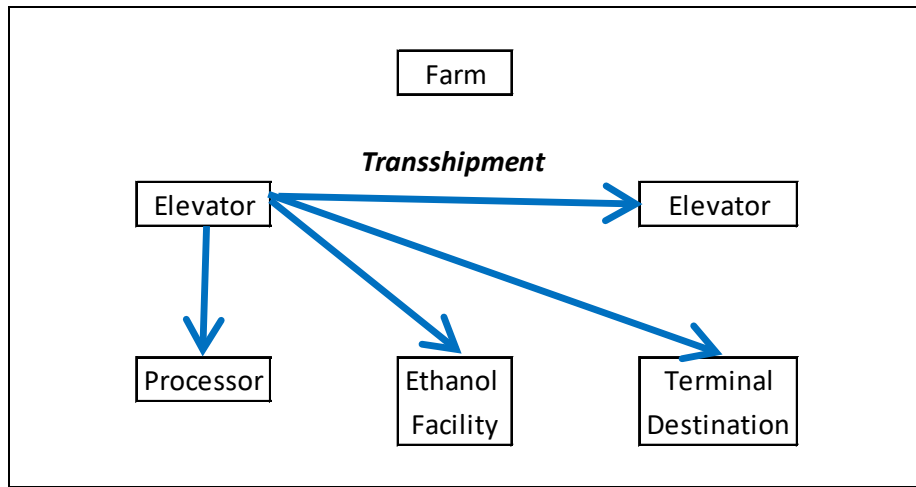 Farm
Transshipment
Elevator
Elevator
Processor
Ethanol
Facility
Terminal
Destination